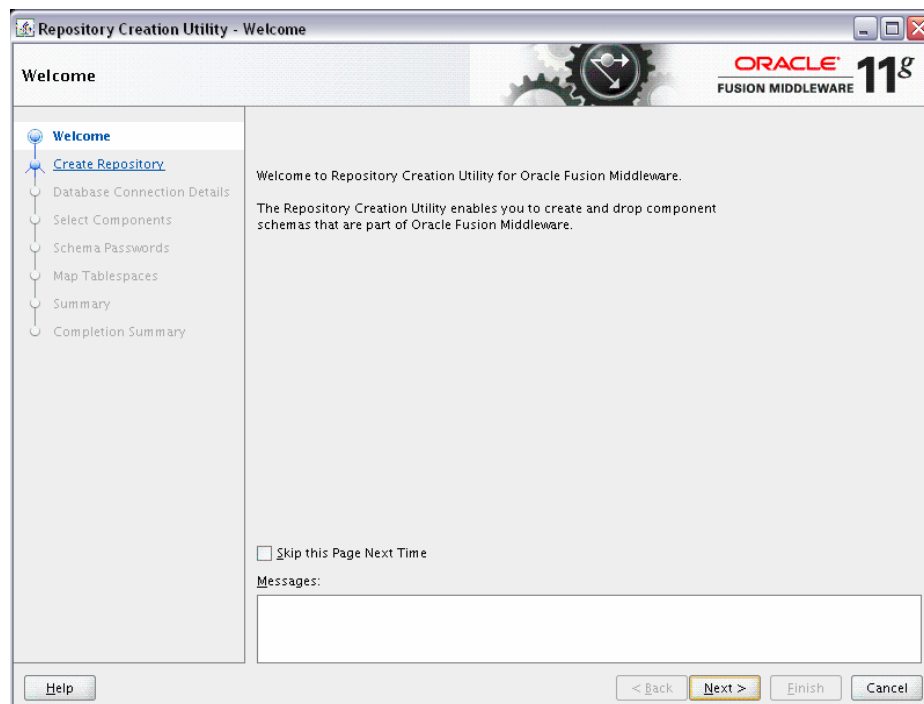 Repository Creation Utility - Welcome
Welcome
ORACLE
FUSION MIDDLEWARE
11g
Welcome
Create Repository
Database Connection Details
Select Components
Schema Passwords
Map Tablespaces
Summary
Completion Summary
Welcome to Repository Creation Utility for Oracle Fusion Middleware.
The Repository Creation Utility enables you to create and drop component
schemas that are part of Oracle Fusion Middleware.
Skip this Page Next Time
Messages:
Help
< Back
Next >
Finish
Cancel